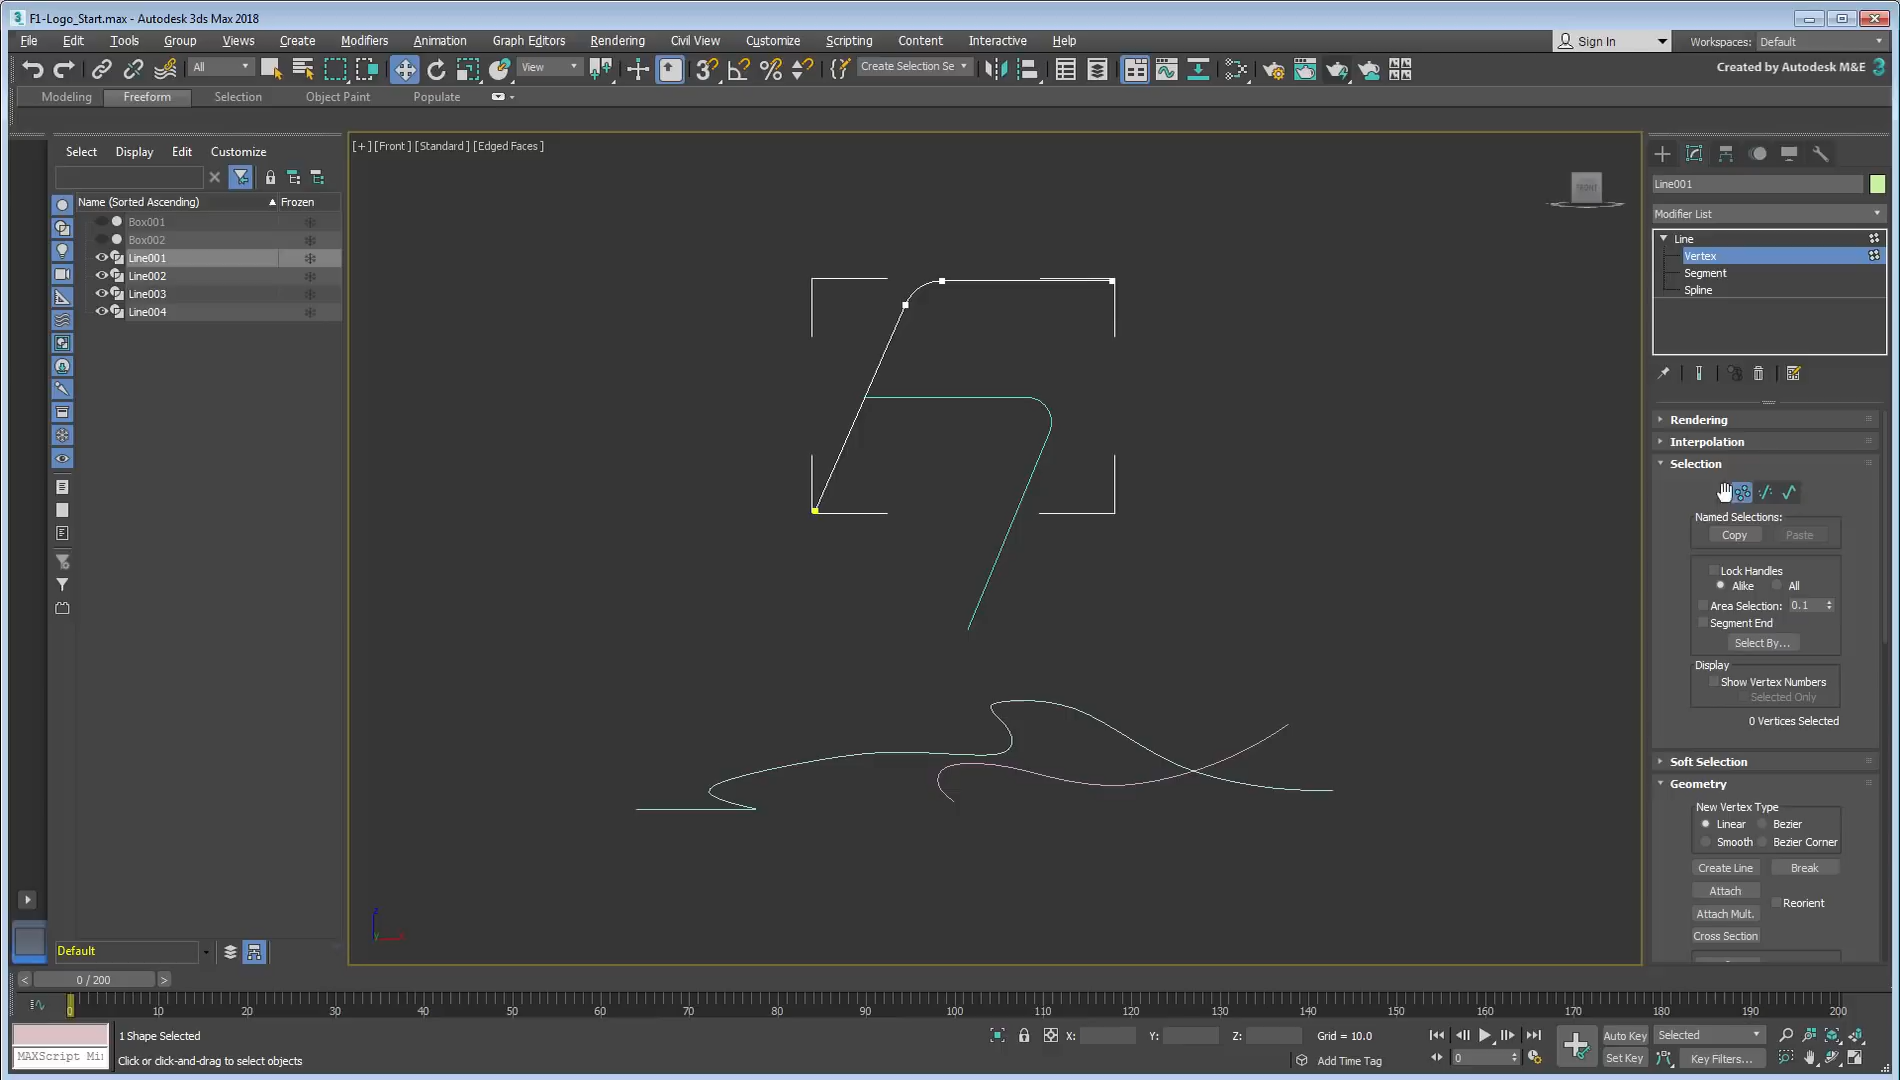 F1-Logo_Start.max - Autodesk 3ds Max 2018
File Edit Tools Group Views Create Modifiers Animation Graph Editors Rendering Civil View Customize Scripting Content Interactive Help
Sign In Workspaces: Default
All View Create Selection Se
Created by Autodesk M&E
Modeling Freeform Selection Object Paint Populate
Select Display Edit Customize
[+] [Front ] [Standard ] [Edged Faces ]
FRONT
Name (Sorted Ascending) Frozen
Box001
Box002
Line001
Line002
Line003
Line004
Line001
Modifier List
Line
Vertex
Segment
Spline
Rendering
Interpolation
Selection
Named Selections:
Copy Paste
Lock Handles
Alike All
Area Selection: 0.1
Segment End
Select By...
Display
Show Vertex Numbers
Selected Only
0 Vertices Selected
Soft Selection
Geometry
New Vertex Type
Linear Bezier
Smooth Bezier Corner
Create Line Break
Attach
Reorient
Attach Mult.
Cross Section
z
x
Default
< 0 / 200 >
0 10 20 30 40 50 60 70 80 90 100 110 120 130 140 150 160 170 180 190 200
1 Shape Selected X: Y: Z: Grid = 10.0 Auto Key Selected
MAXScript Mi Click or click-and-drag to select objects Add Time Tag 0 Set Key Key Filters...